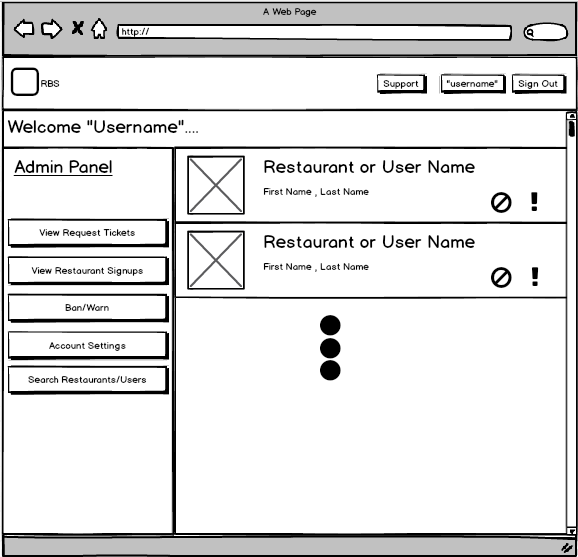 A Web Page
http://
RBS
Support
"username"
Sign Out
Welcome "Username"....
Admin Panel
View Request Tickets
View Restaurant Signups
Ban/Warn
Account Settings
Search Restaurants/Users
Restaurant or User Name
First Name , Last Name
!
Restaurant or User Name
First Name , Last Name
!